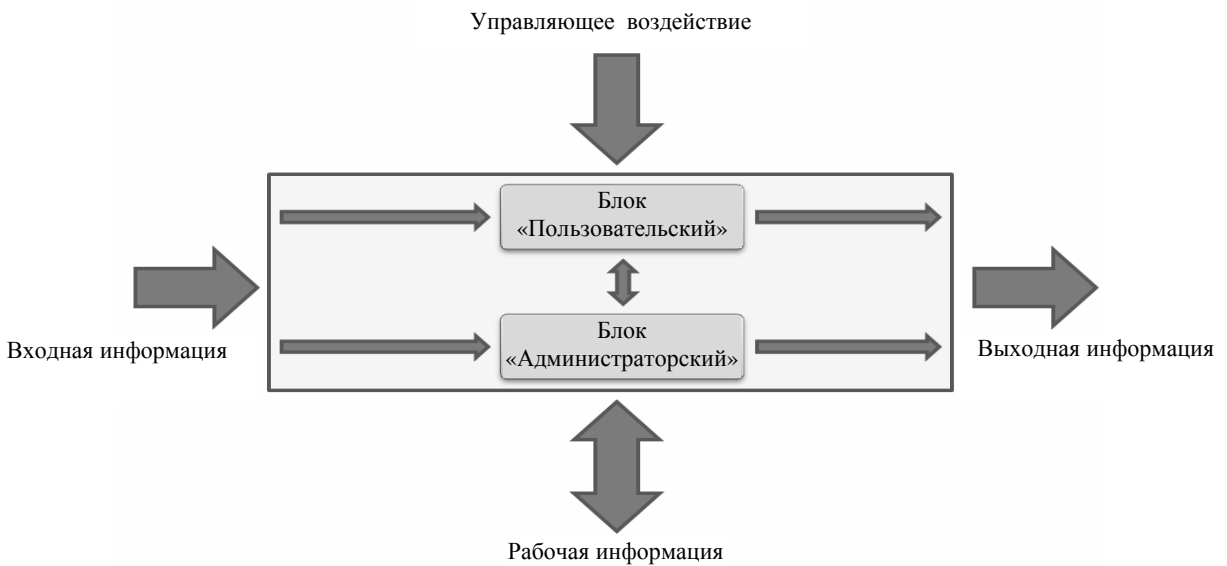 Управляющее воздействие
Блок
«Пользовательский»
Входная информация
Блок
«Администраторский»
Выходная информация
Рабочая информация